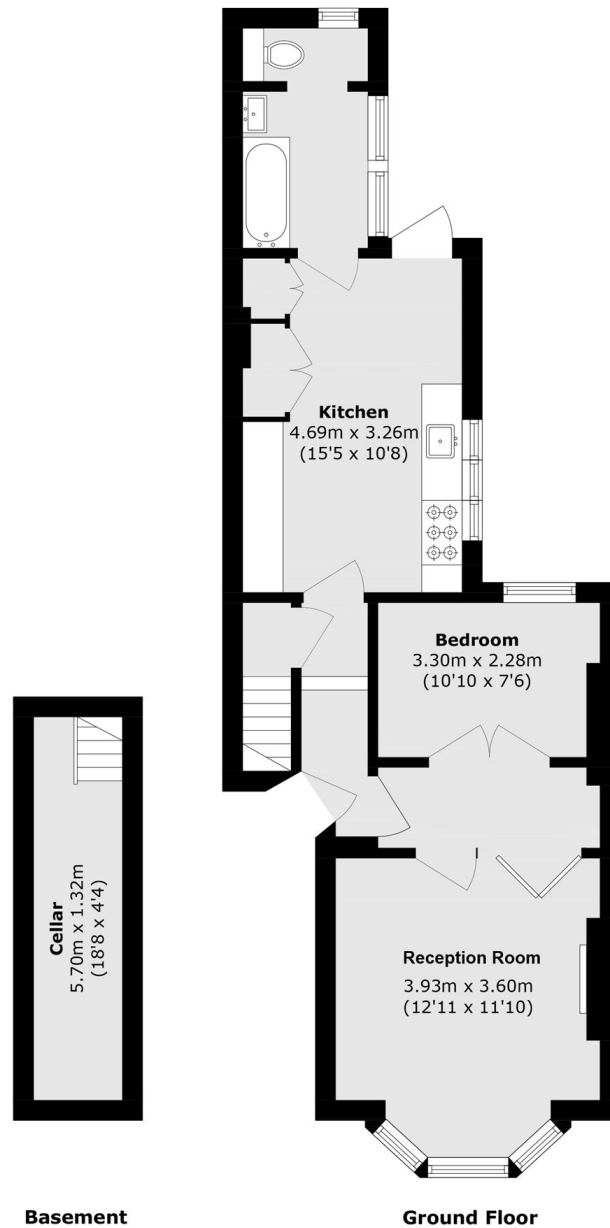 Kitchen
4.69m x 3.26m
(15'5 x 10'8)
Bedroom
3.30m x 2.28m
(10'10 x 7'6)
Cellar
5.70m x 1.32m
(18'8 x 4'4)
Reception Room
3.93m x 3.60m
(12'11 x 11'10)
Basement
Ground Floor